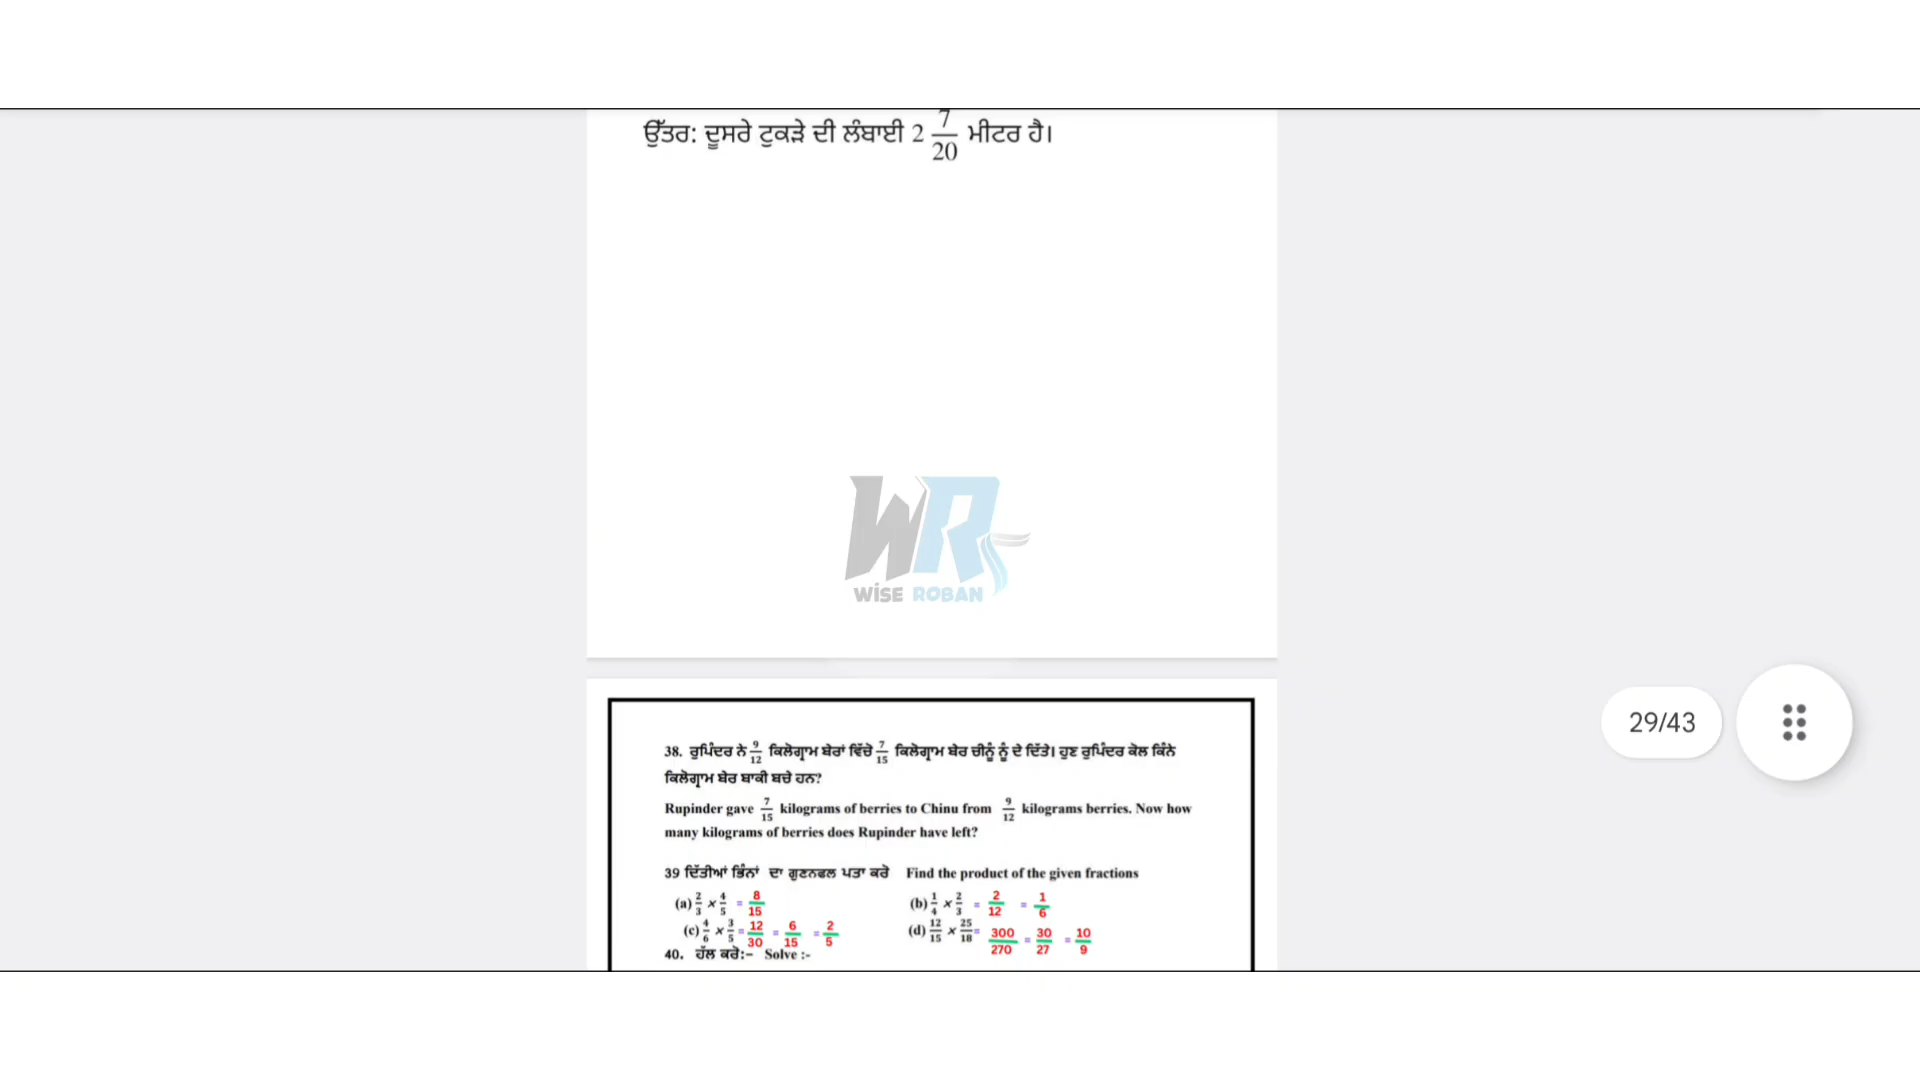 ਉੱਤਰ: ਦੂਸਰੇ ਟੁਕੜੇ ਦੀ ਲੰਬਾਈ 2 7/20 ਮੀਟਰ ਹੈ।
WR
WISE ROBAN
29/43
38. ਰੁਪਿੰਦਰ ਨੇ 9/12 ਕਿਲੋਗ੍ਰਾਮ ਬੇਰਾਂ ਵਿੱਚੋ 7/15 ਕਿਲੋਗ੍ਰਾਮ ਬੇਰ ਚੀਨੂੰ ਨੂੰ ਦੇ ਦਿੱਤੇ। ਹੁਣ ਰੁਪਿੰਦਰ ਕੋਲ ਕਿੰਨੇ
ਕਿਲੋਗ੍ਰਾਮ ਬੇਰ ਬਾਕੀ ਬਚੇ ਹਨ?
Rupinder gave 7/15 kilograms of berries to Chinu from 9/12 kilograms berries. Now how
many kilograms of berries does Rupinder have left?
39 ਦਿੱਤੀਆਂ ਭਿੰਨਾਂ ਦਾ ਗੁਣਨਫਲ ਪਤਾ ਕਰੋ Find the product of the given fractions
(a) 2/3 × 4/5 = 8/15 (b) 1/4 × 2/3 = 2/12 = 1/6
(c) 4/6 × 3/5 = 12/30 = 6/15 = 2/5 (d) 12/15 × 25/18 = 300/270 = 30/27 = 10/9
40. ਹੱਲ ਕਰੋ:- Solve :-